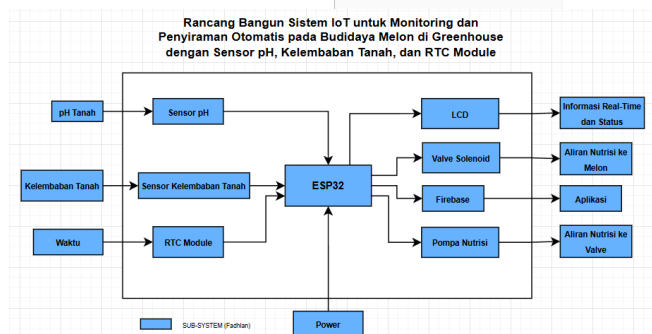 Rancang Bangun Sistem IoT untuk Monitoring dan
Penyiraman Otomatis pada Budidaya Melon di Greenhouse
dengan Sensor pH, Kelembaban Tanah, dan RTC Module
pH Tanah
Sensor pH
LCD
Informasi Real-Time
dan Status
Valve Solenoid
Aliran Nutrisi ke
Melon
Kelembaban Tanah
Sensor Kelembaban Tanah
ESP32
Firebase
Aplikasi
Waktu
RTC Module
Pompa Nutrisi
Aliran Nutrisi ke
Valve
SUB-SYSTEM (Fadhlan)
Power